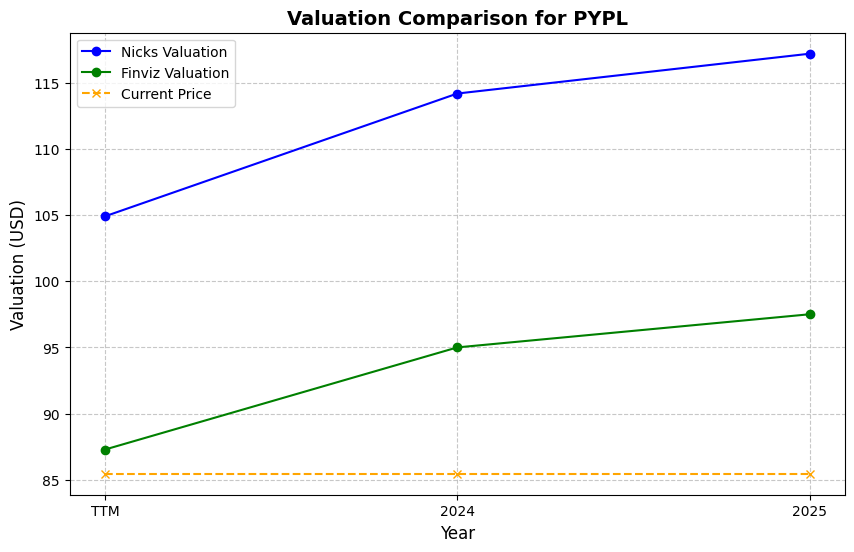 Valuation Comparison for PYPL
Nicks Valuation
Finviz Valuation
Current Price
Valuation (USD)
115
110
105
100
95
90
85
TTM
2024
2025
Year